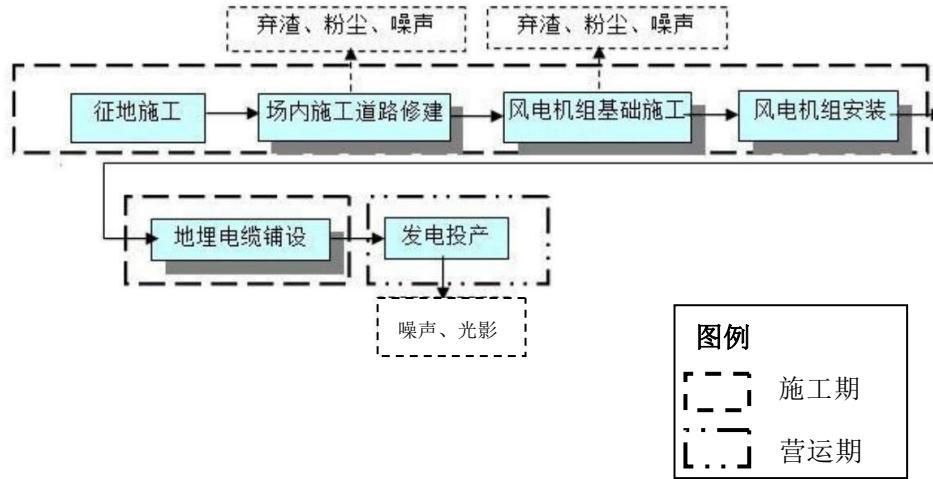 弃渣、粉尘、噪声
弃渣、粉尘、噪声
征地施工
场内施工道路修建
风电机组基础施工
风电机组安装
地埋电缆铺设
发电投产
噪声、光影
图例
施工期
营运期